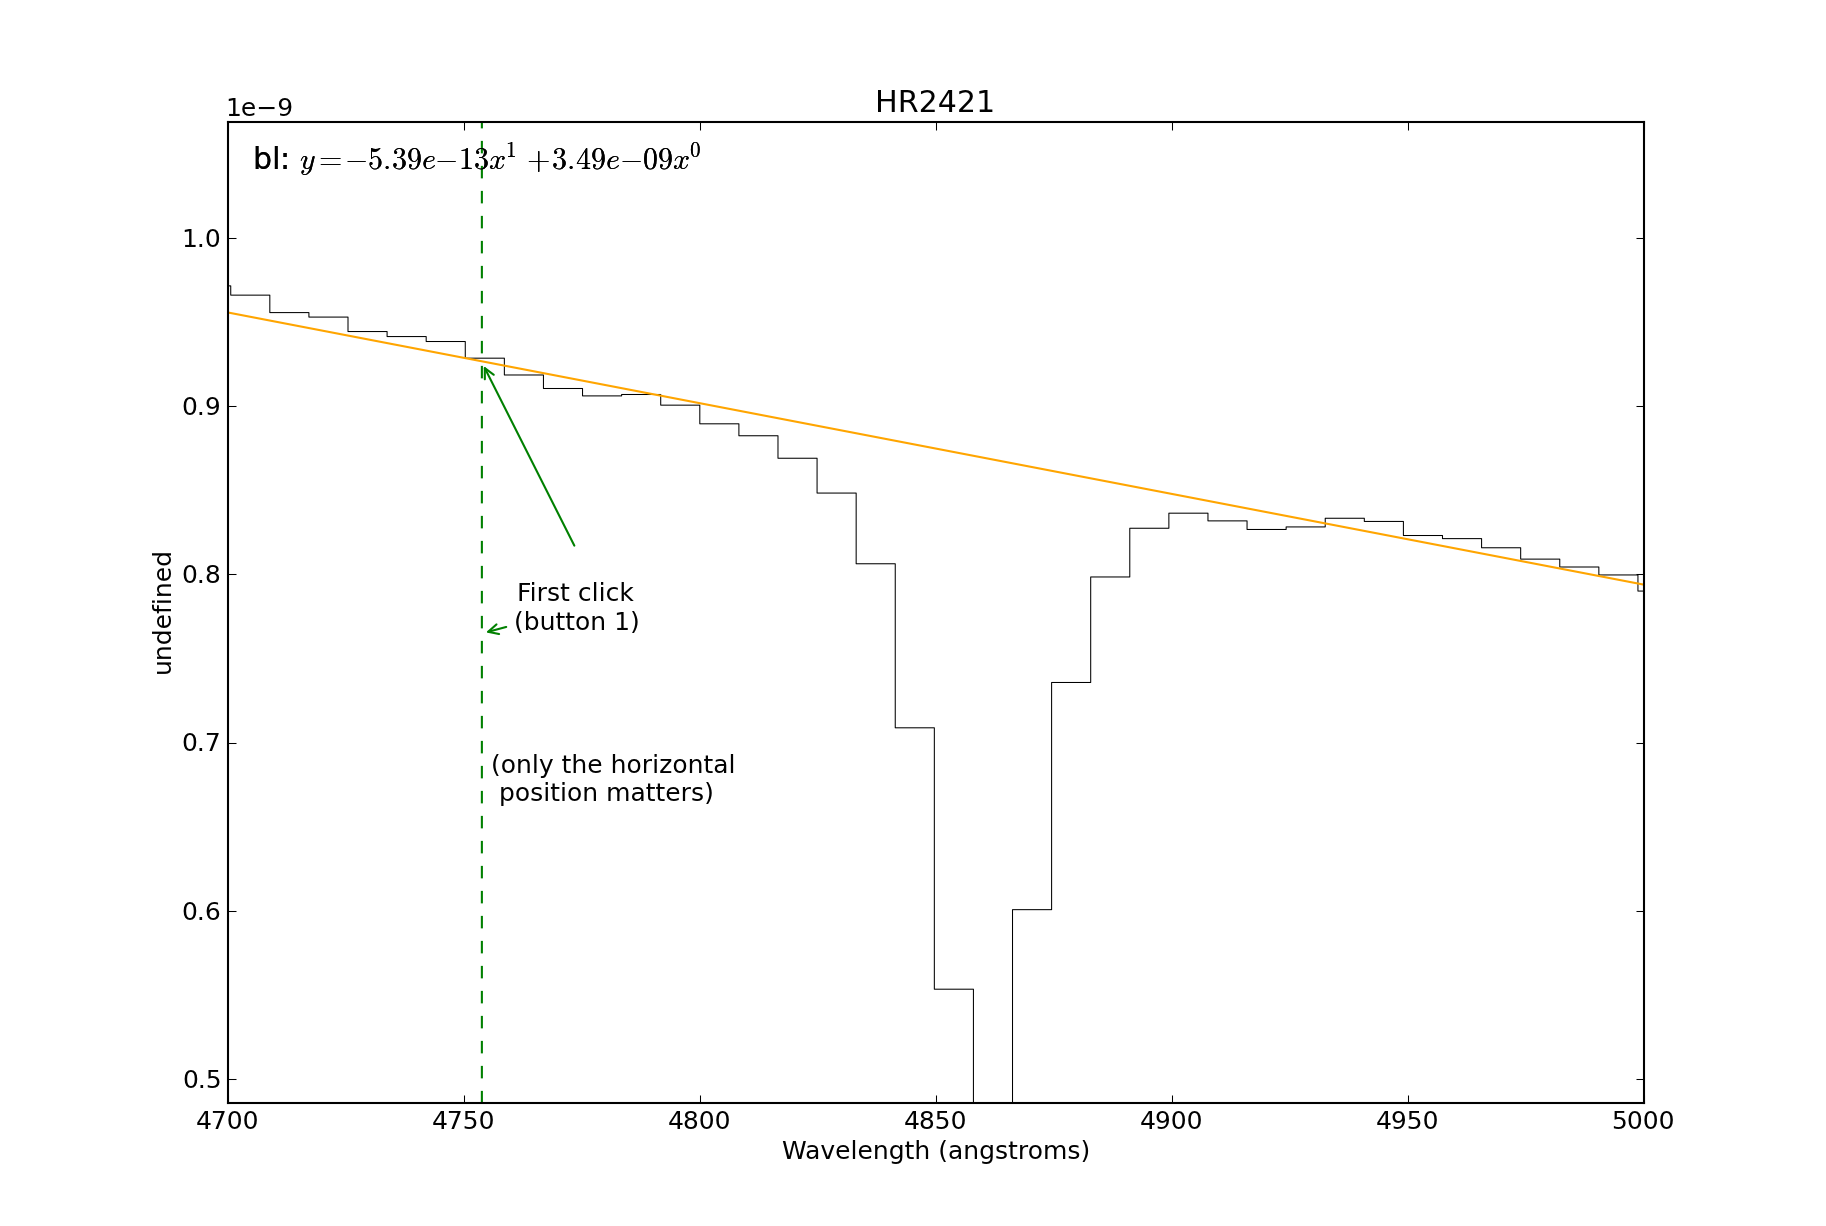 HR2421
1e−9
bl: y=−5.39e−13x¹ +3.49e−09x⁰
1.0
0.9
0.8
0.7
0.6
0.5
undefined
First click
(button 1)
(only the horizontal
position matters)
4700 4750 4800 4850 4900 4950 5000
Wavelength (angstroms)